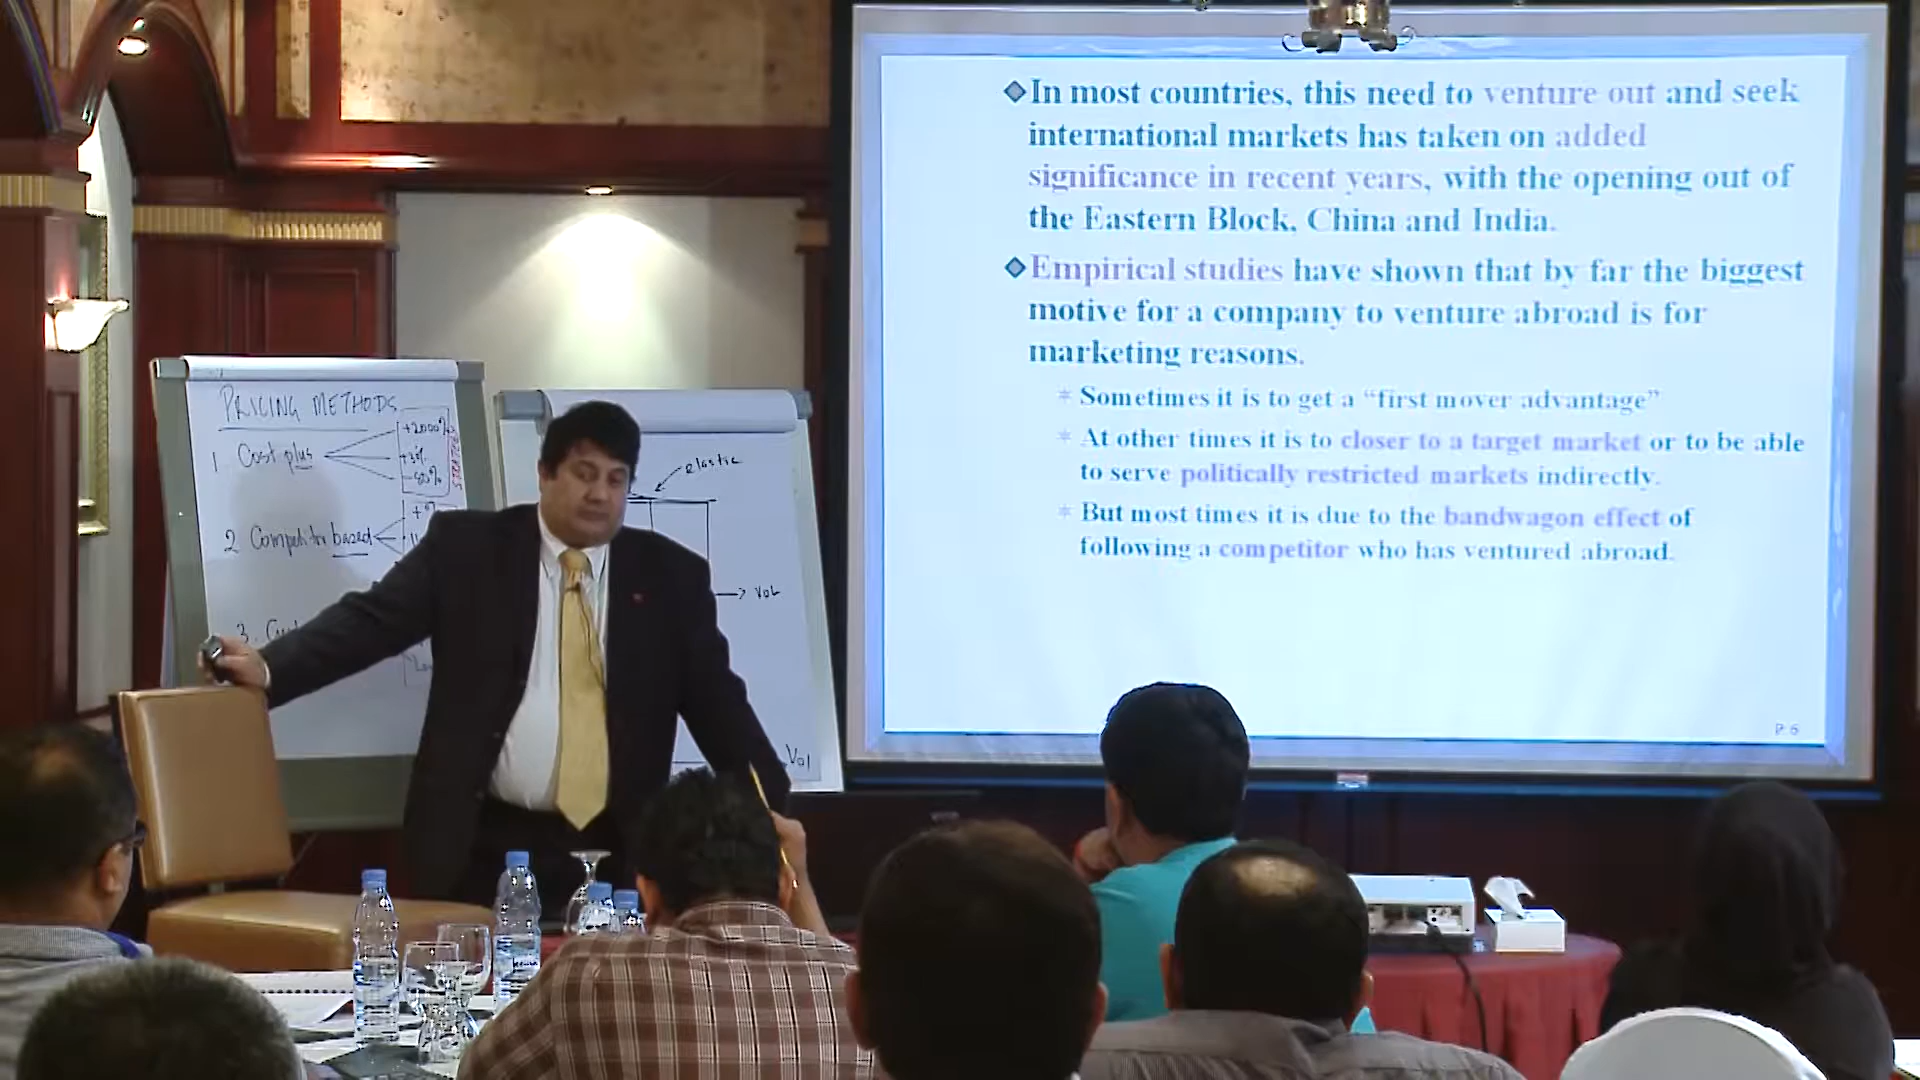 In most countries, this need to venture out and seek
international markets has taken on added
significance in recent years, with the opening out of
the Eastern Block, China and India.
Empirical studies have shown that by far the biggest
motive for a company to venture abroad is for
marketing reasons.
Sometimes it is to get a “first mover advantage”
At other times it is to closer to a target market or to be able
to serve politically restricted markets indirectly.
But most times it is due to the bandwagon effect of
following a competitor who has ventured abroad.
P. 6
PRICING METHODS
1. Cost plus
+2000%
+3%
2 Competitor based
3.
elastic
Vol
Vol